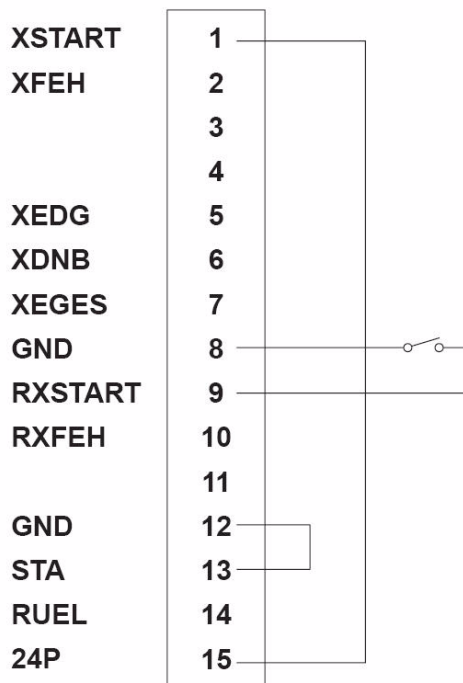 XSTART 1
XFEH 2
3
4
XEDG 5
XDNB 6
XEGES 7
GND 8
RXSTART 9
RXFEH 10
11
GND 12
STA 13
RUEL 14
24P 15